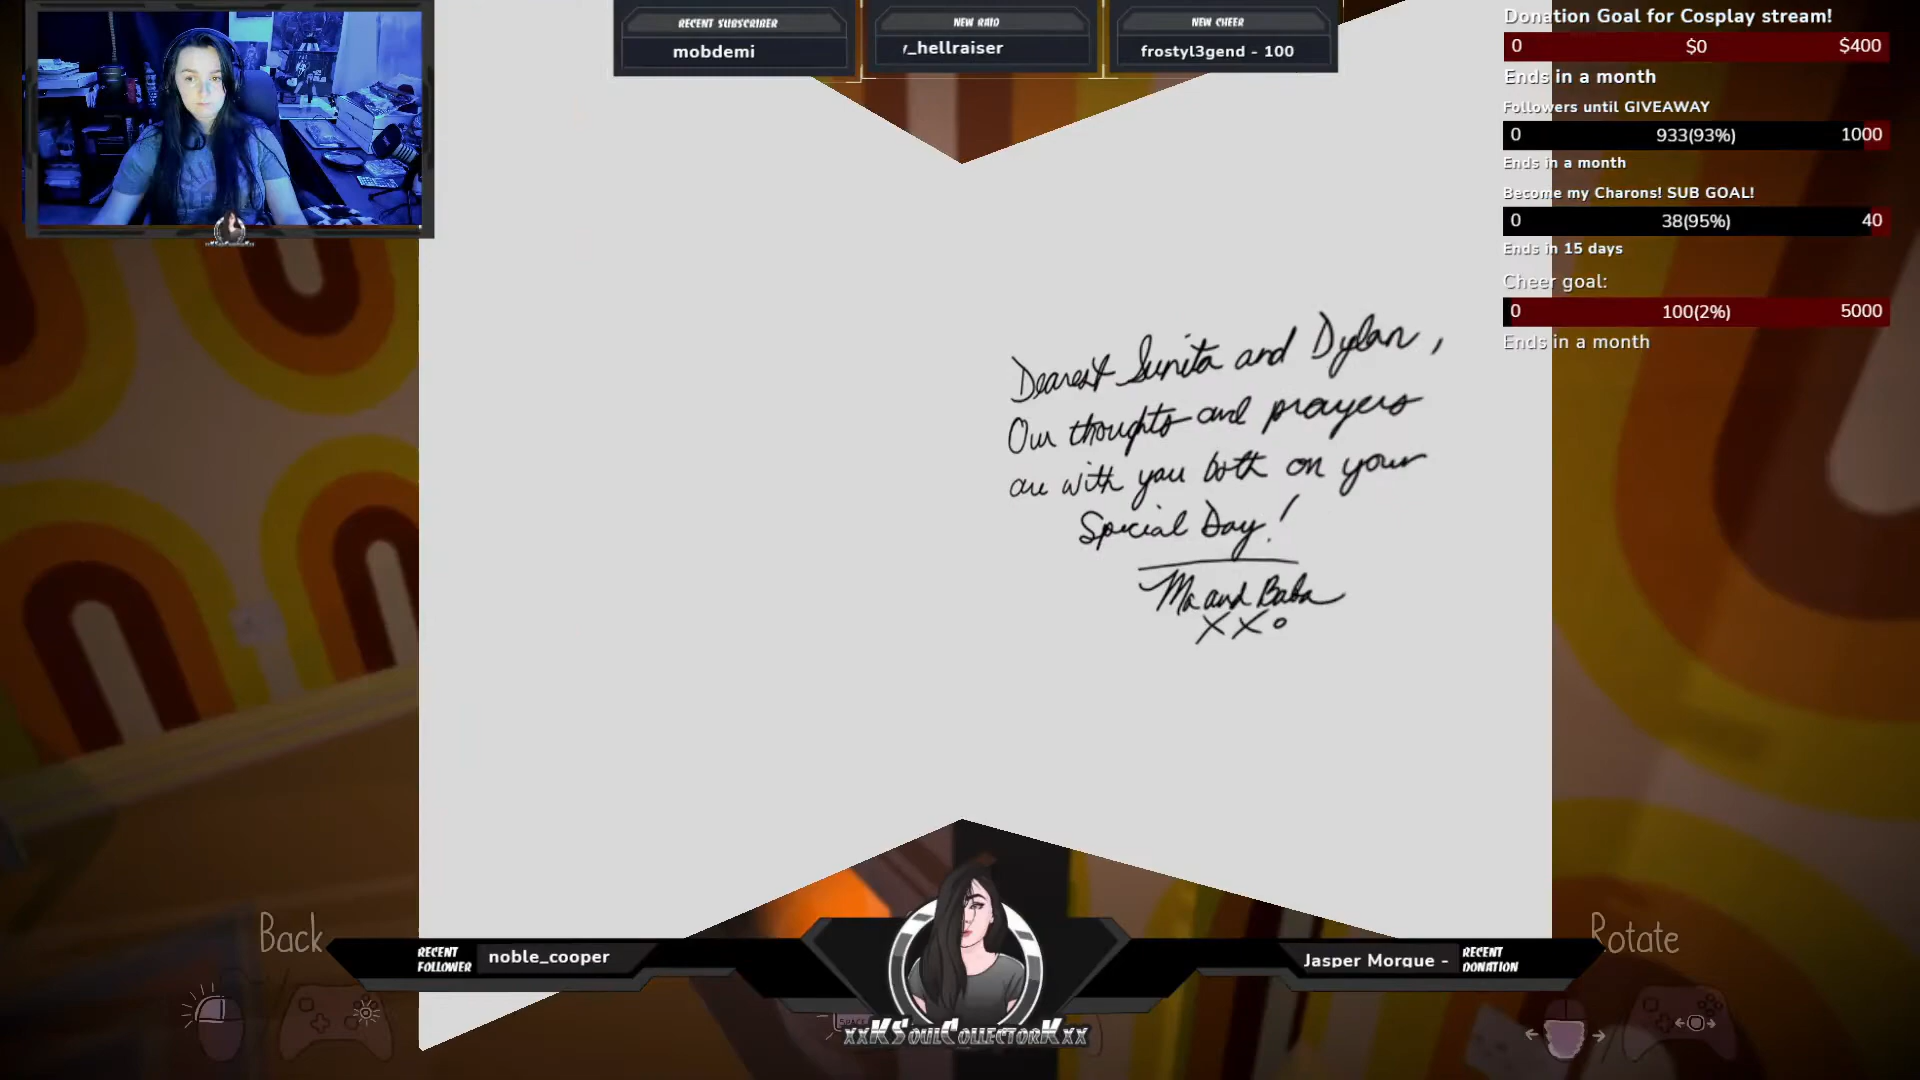 RECENT SUBSCRIBER
mobdemi
NEW RAID
_hellraiser
NEW CHEER
frostyl3gend - 100
Donation Goal for Cosplay stream!
0 $0 $400
Ends in a month
Followers until GIVEAWAY
0 933(93%) 1000
Ends in a month
Become my Charons! SUB GOAL!
0 38(95%) 40
Ends in 15 days
Cheer goal:
0 100(2%) 5000
Ends in a month
Dearest Sunita and Dylan,
Our thoughts and prayers
are with you both on your
Special Day!
Ma and Baba
XXO
Back
Rotate
RECENT FOLLOWER
noble_cooper
Jasper Morgue -
RECENT DONATION
xxKSoulCollectorKxx